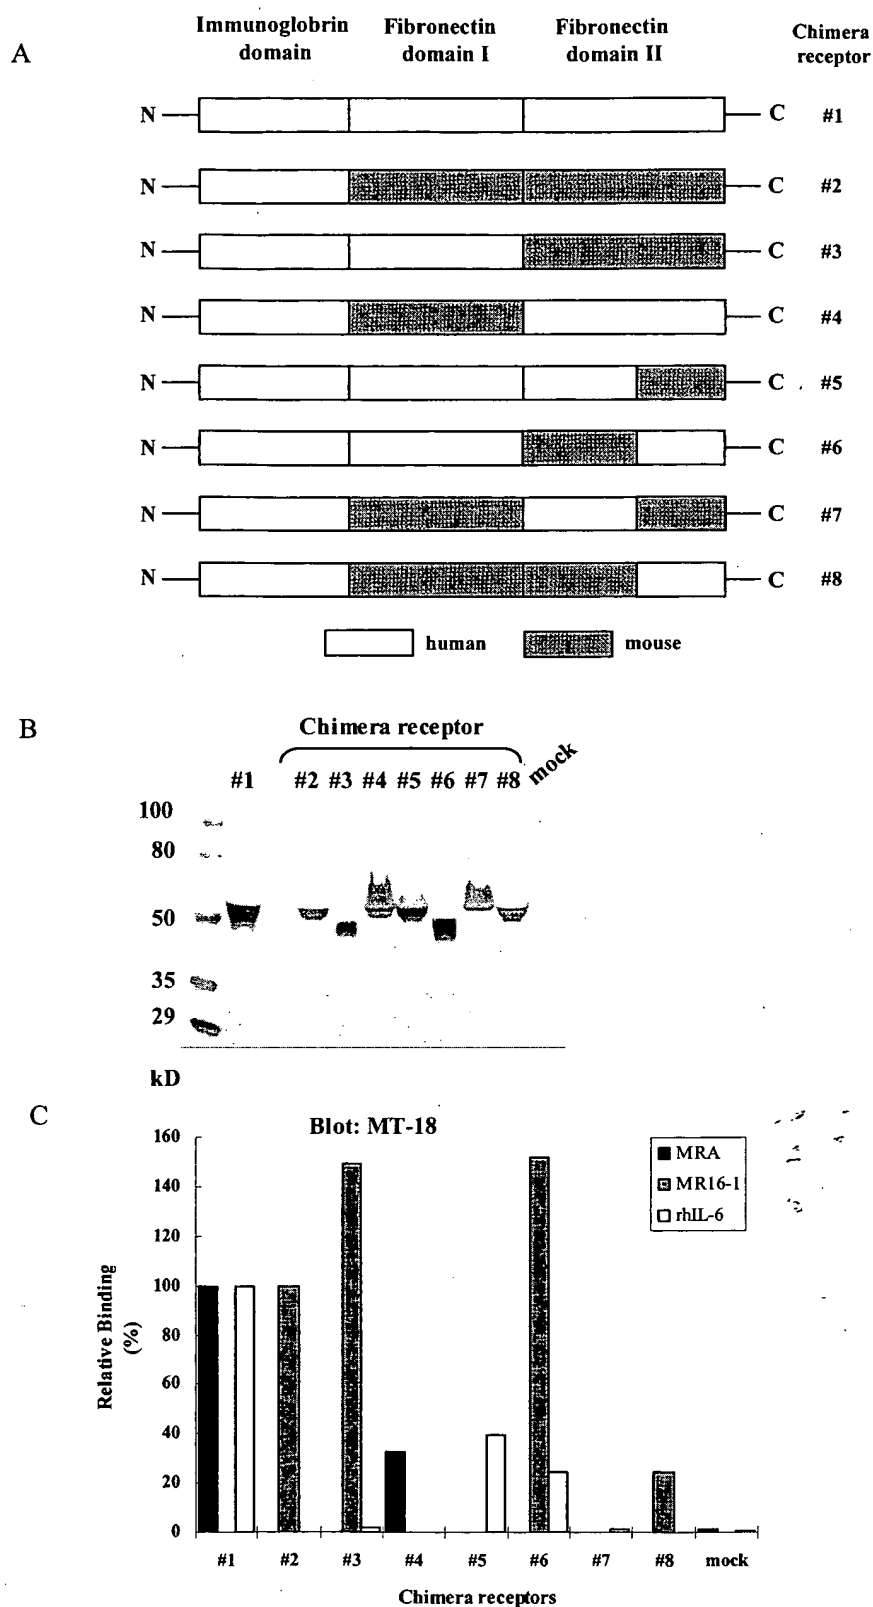 A
Immunoglobrin domain
Fibronectin domain I
Fibronectin domain II
Chimera receptor
N C #1
N C #2
N C #3
N C #4
N C #5
N C #6
N C #7
N C #8
human mouse
B
Chimera receptor
#1 #2 #3 #4 #5 #6 #7 #8 mock
100
80
50
35
29
kD
C
Blot: MT-18
MRA
MR16-1
rhIL-6
Relative Binding (%)
160
140
120
100
80
60
40
20
0
#1 #2 #3 #4 #5 #6 #7 #8 mock
Chimera receptors